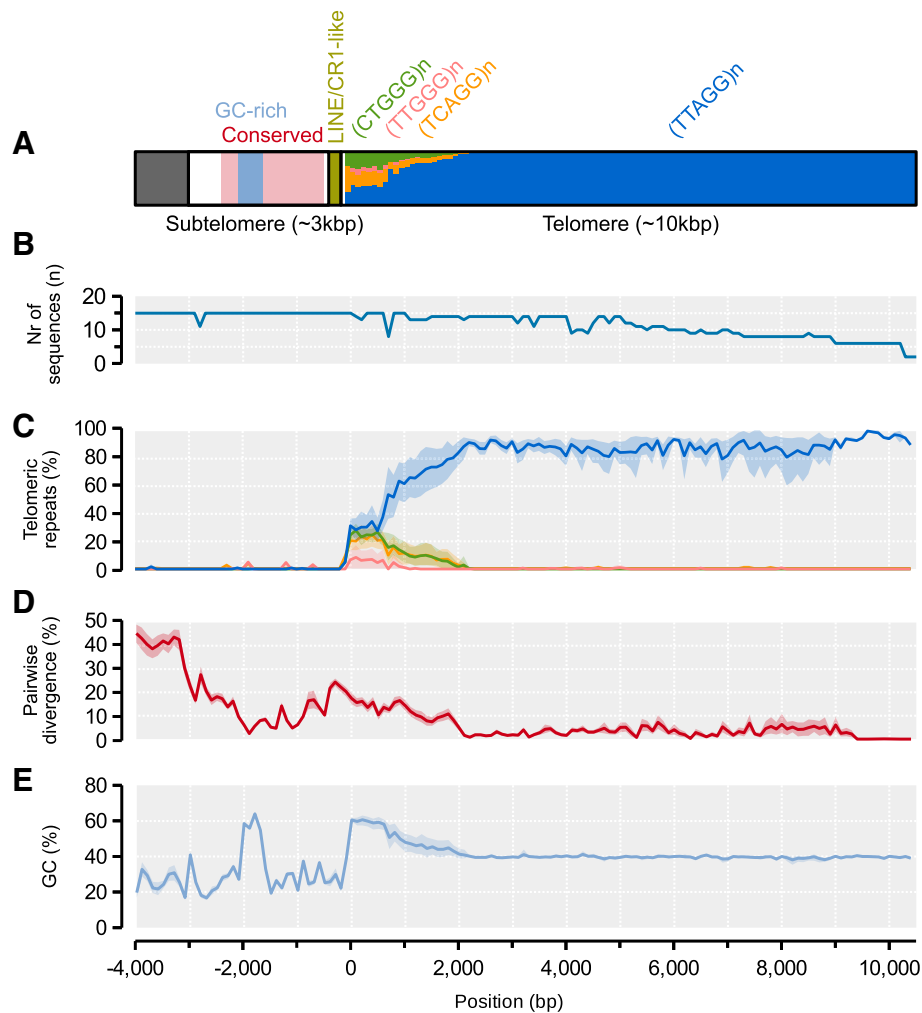 A
GC-rich
Conserved
LINE/CR1-like
(CTGGG)n
(TTGGG)n
(TCAGG)n
(TTAGG)n
Subtelomere (~3kbp)
Telomere (~10kbp)
B
Nr of
sequences (n)
20
10
0
C
Telomeric
repeats (%)
100
80
60
40
20
0
D
Pairwise
divergence (%)
50
40
30
20
10
0
E
GC (%)
80
60
40
20
0
-4,000
-2,000
0
2,000
4,000
6,000
8,000
10,000
Position (bp)